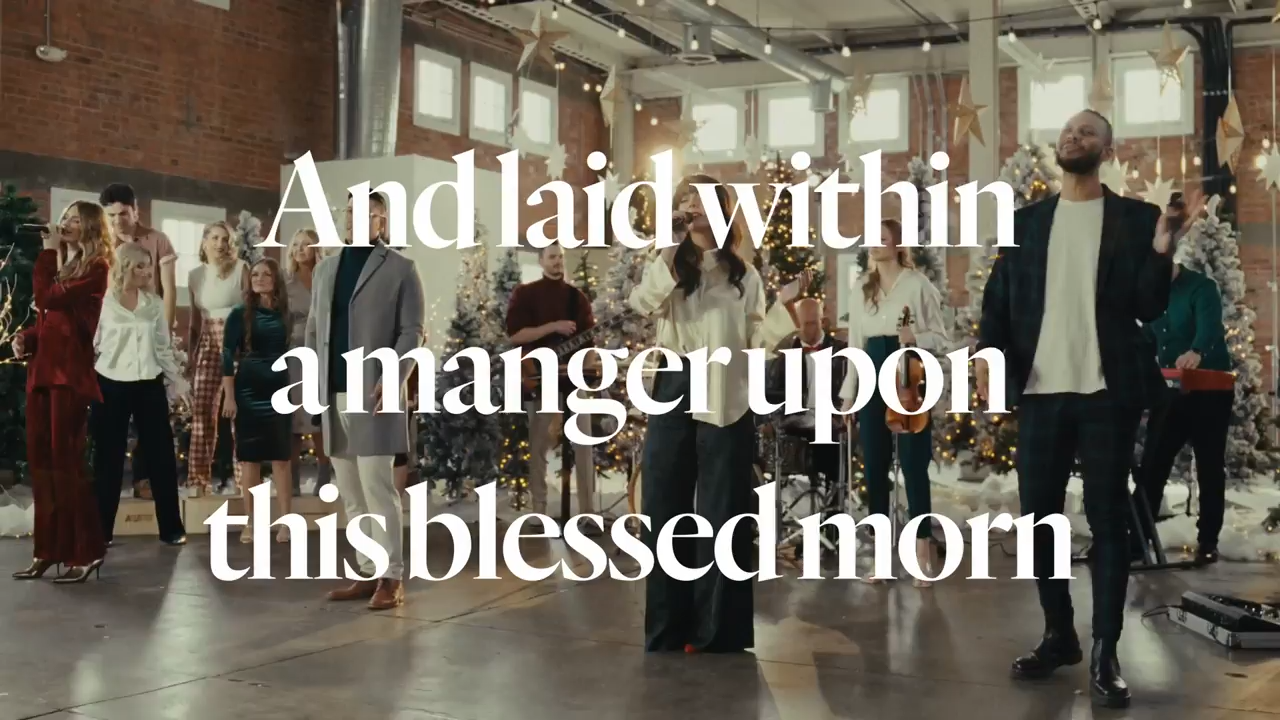 And laid within
a manger upon
this blessed morn